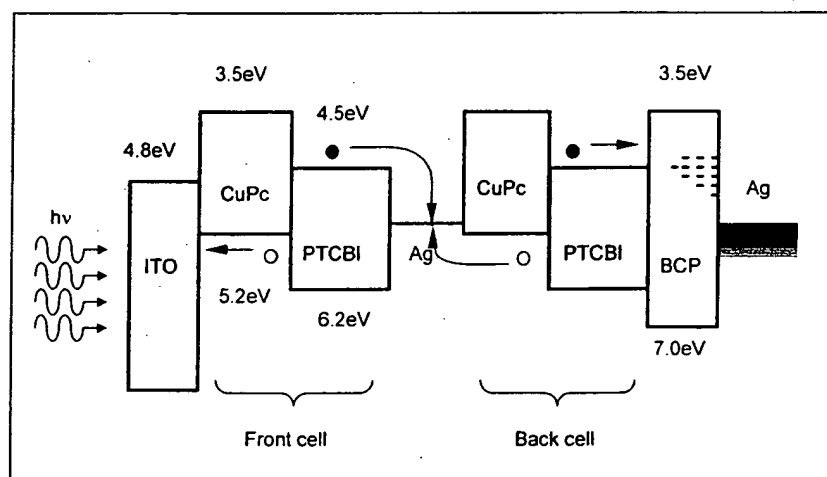 3.5eV
3.5eV
4.5eV
4.8eV
Ag
CuPc
CuPc
hν
ITO
PTCBI
Ag
PTCBI
BCP
5.2eV
6.2eV
7.0eV
Front cell
Back cell